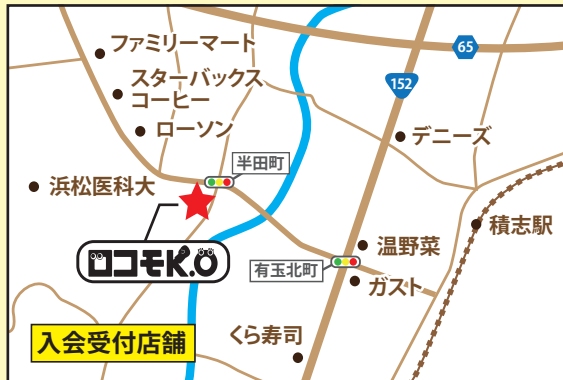 ファミリーマート
65
スターバックス
コーヒー
152
ローソン
デニーズ
半田町
浜松医科大
積志駅
ロコモK.O
温野菜
有玉北町
ガスト
くら寿司
入会受付店舗